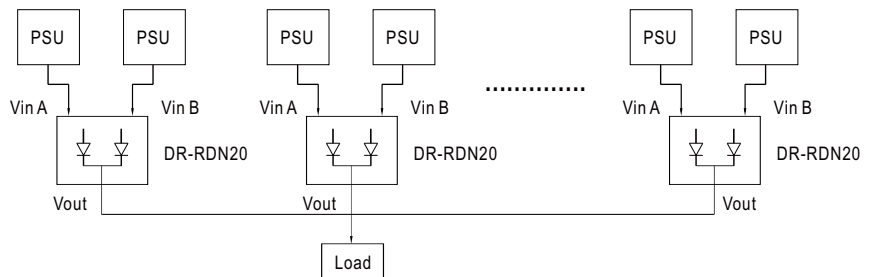 PSU PSU PSU PSU PSU PSU
Vin A Vin B Vin A Vin B Vin A Vin B
DR-RDN20 DR-RDN20 DR-RDN20
Vout Vout Vout
Load